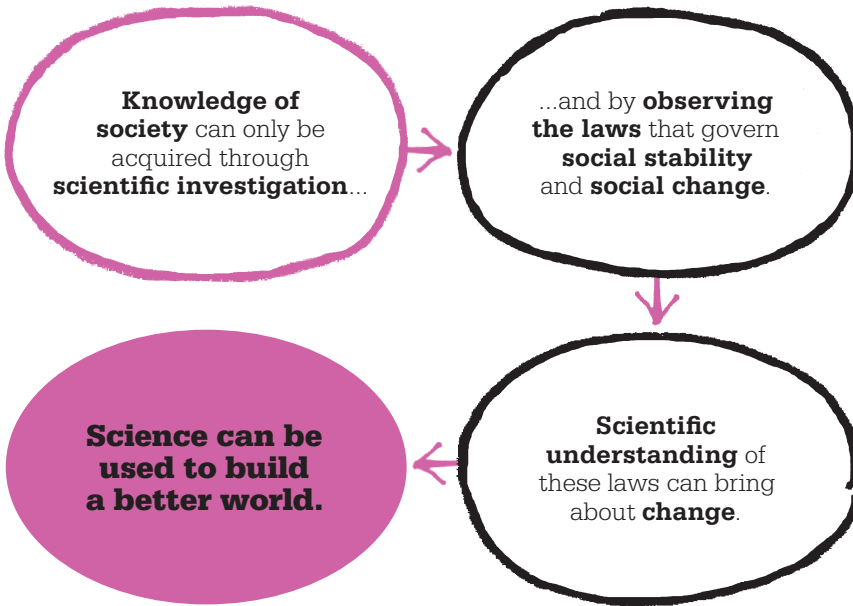 Knowledge of
society can only be
acquired through
scientific investigation...
...and by observing
the laws that govern
social stability
and social change.
Scientific
understanding of
these laws can bring
about change.
Science can be
used to build
a better world.